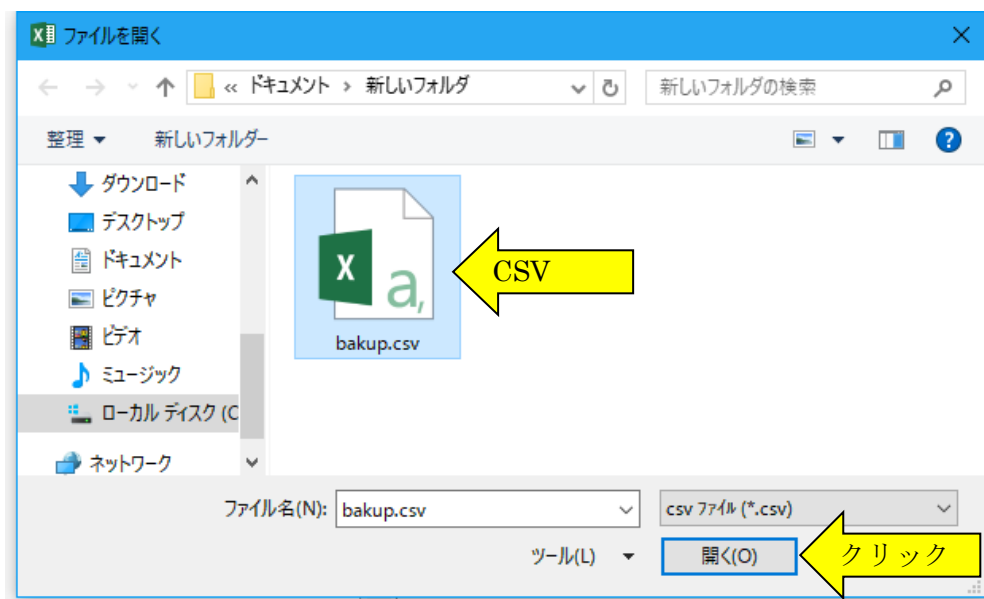 ファイルを開く
« ドキュメント › 新しいフォルダ
新しいフォルダの検索
整理 ▼ 新しいフォルダー
ダウンロード
デスクトップ
ドキュメント
ピクチャ
ビデオ
ミュージック
ローカル ディスク (C
ネットワーク
X
a,
bakup.csv
CSV
ファイル名(N): bakup.csv
csv ファイル (*.csv)
ツール(L) ▼ 開く(O)
クリック